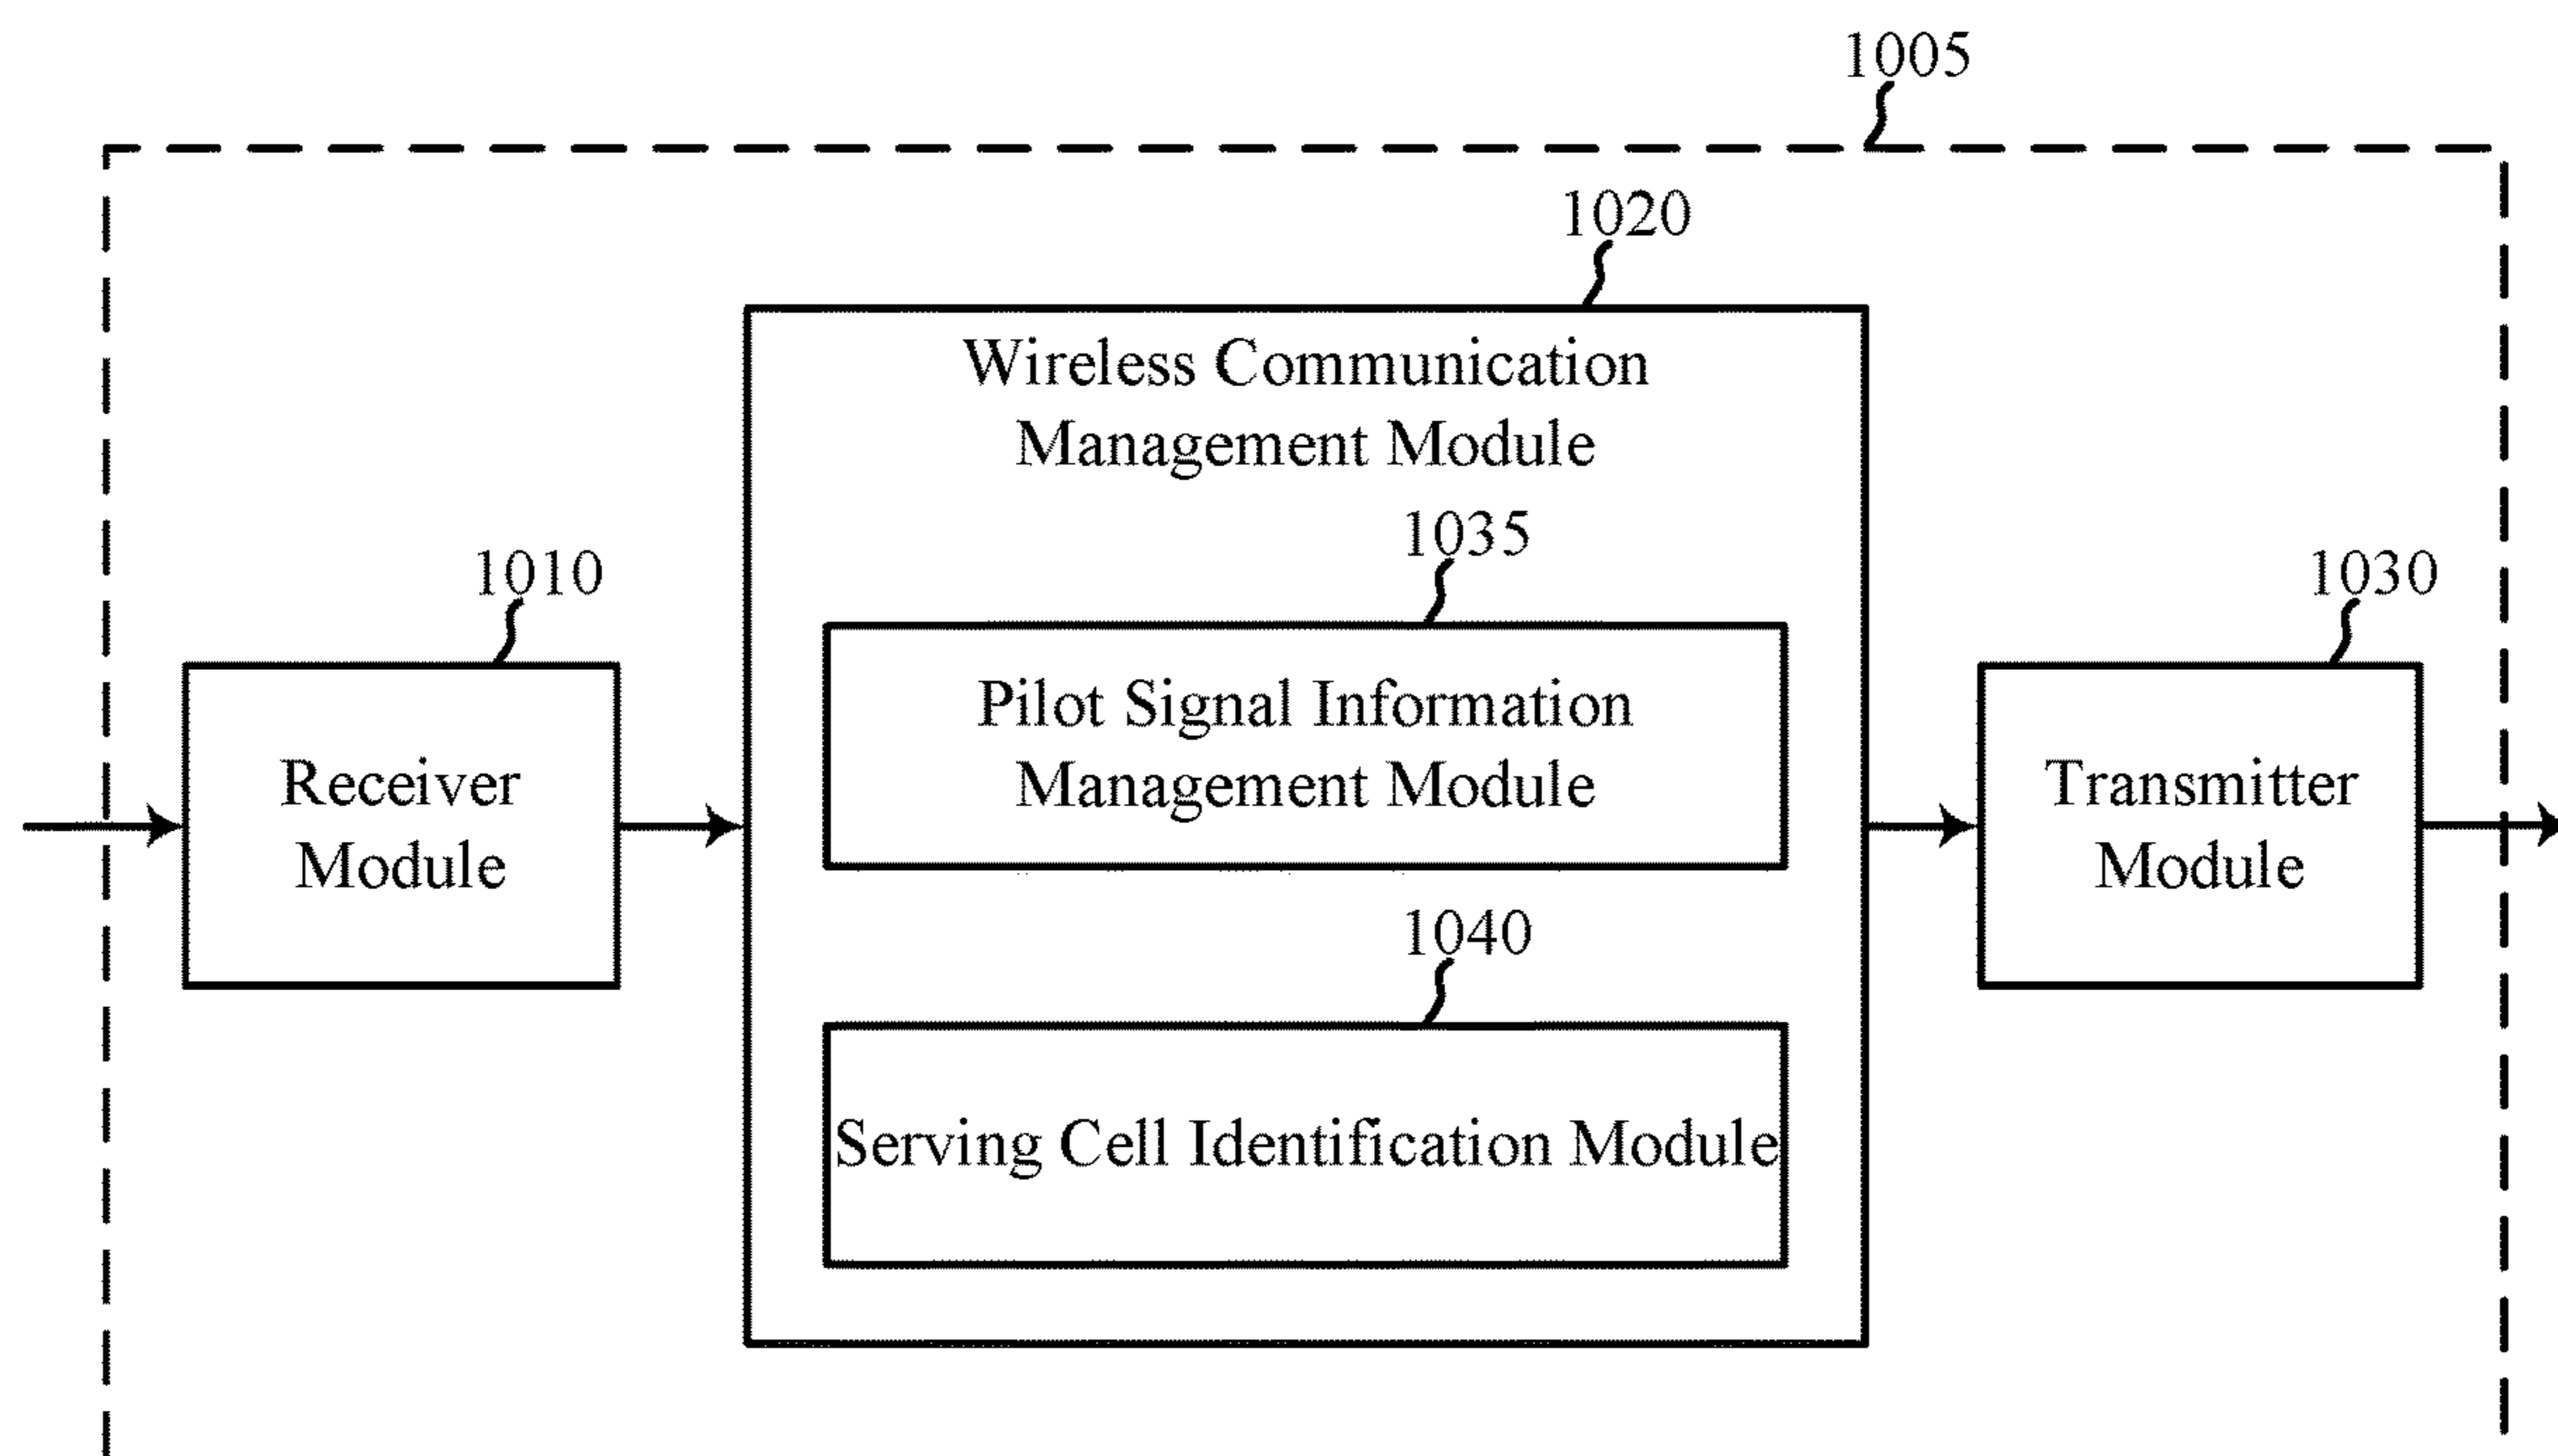 1005
1020
Wireless Communication
Management Module
1035
1010
1030
Pilot Signal Information
Management Module
Receiver
Module
Transmitter
Module
1040
Serving Cell Identification Module